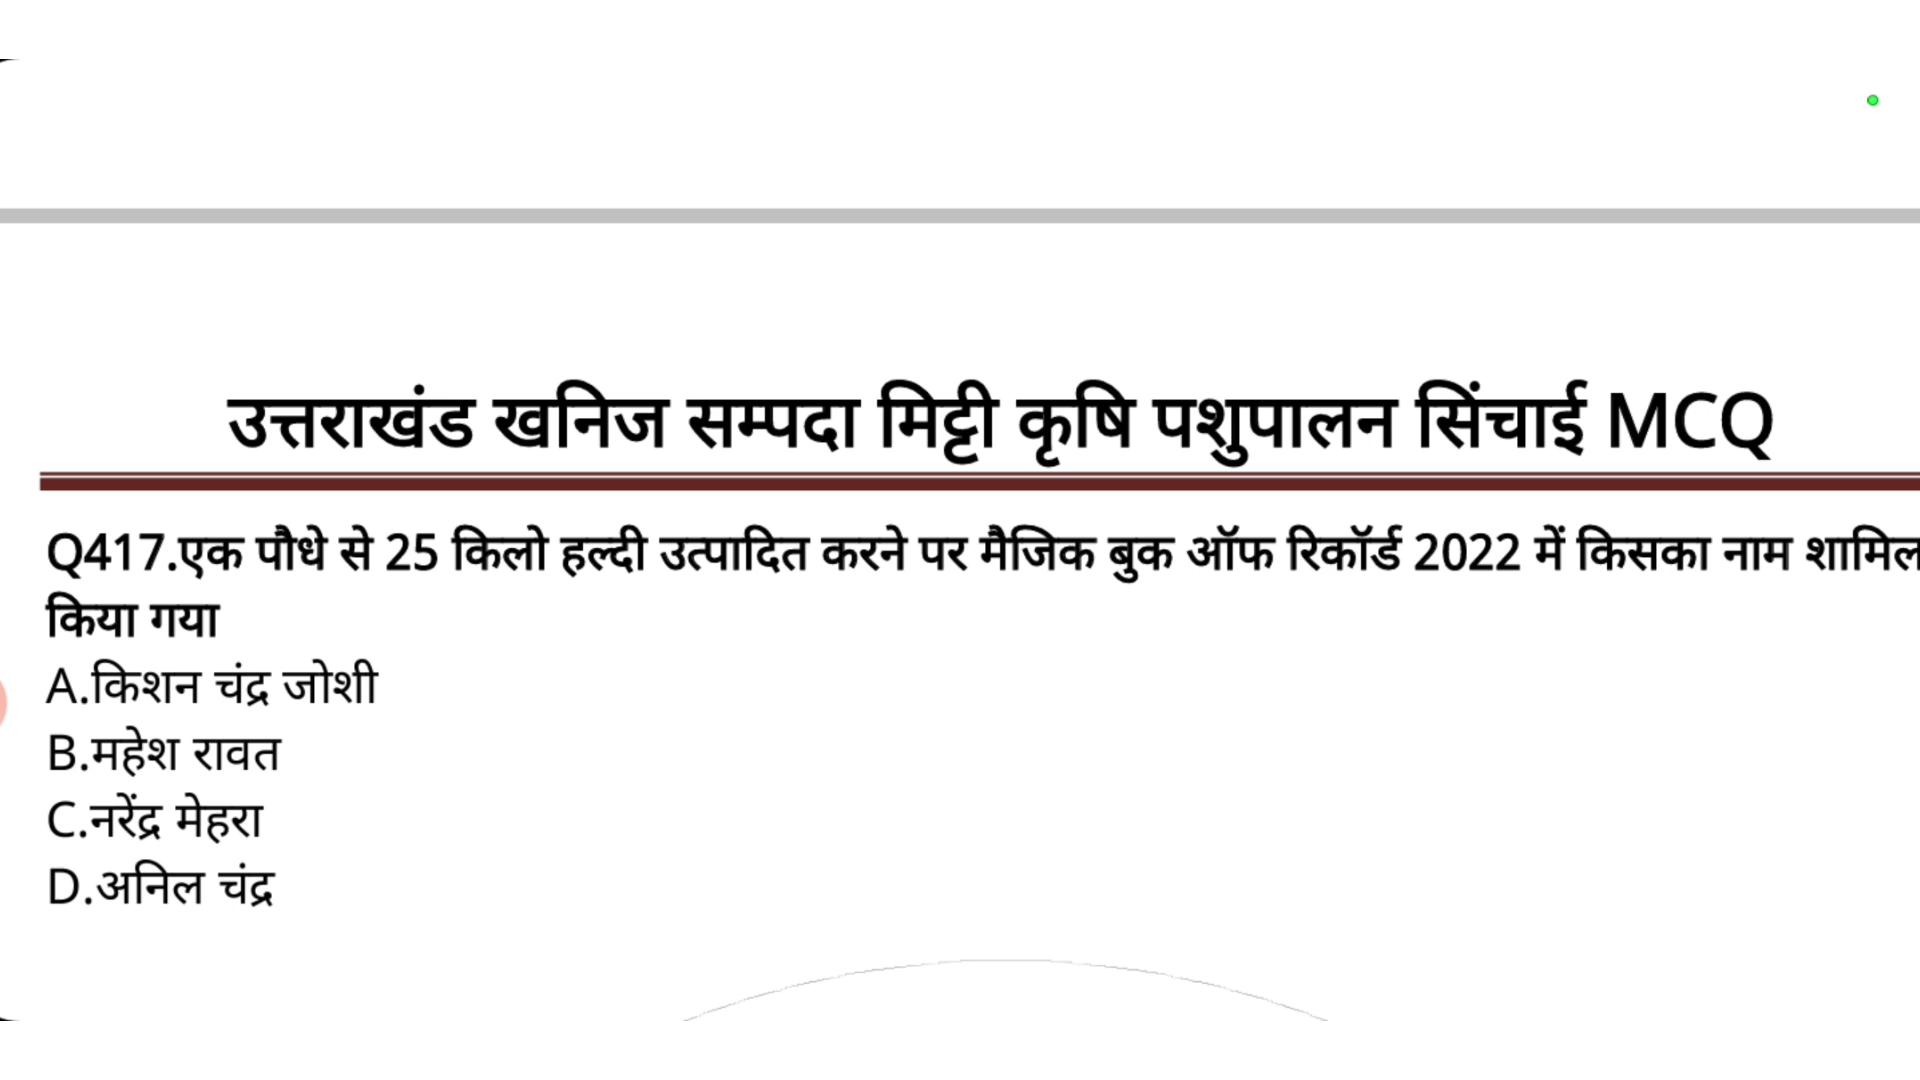 उत्तराखंड खनिज सम्पदा मिट्टी कृषि पशुपालन सिंचाई MCQ
Q417.एक पौधे से 25 किलो हल्दी उत्पादित करने पर मैजिक बुक ऑफ रिकॉर्ड 2022 में किसका नाम शामिल
किया गया
A.किशन चंद्र जोशी
B.महेश रावत
C.नरेंद्र मेहरा
D.अनिल चंद्र